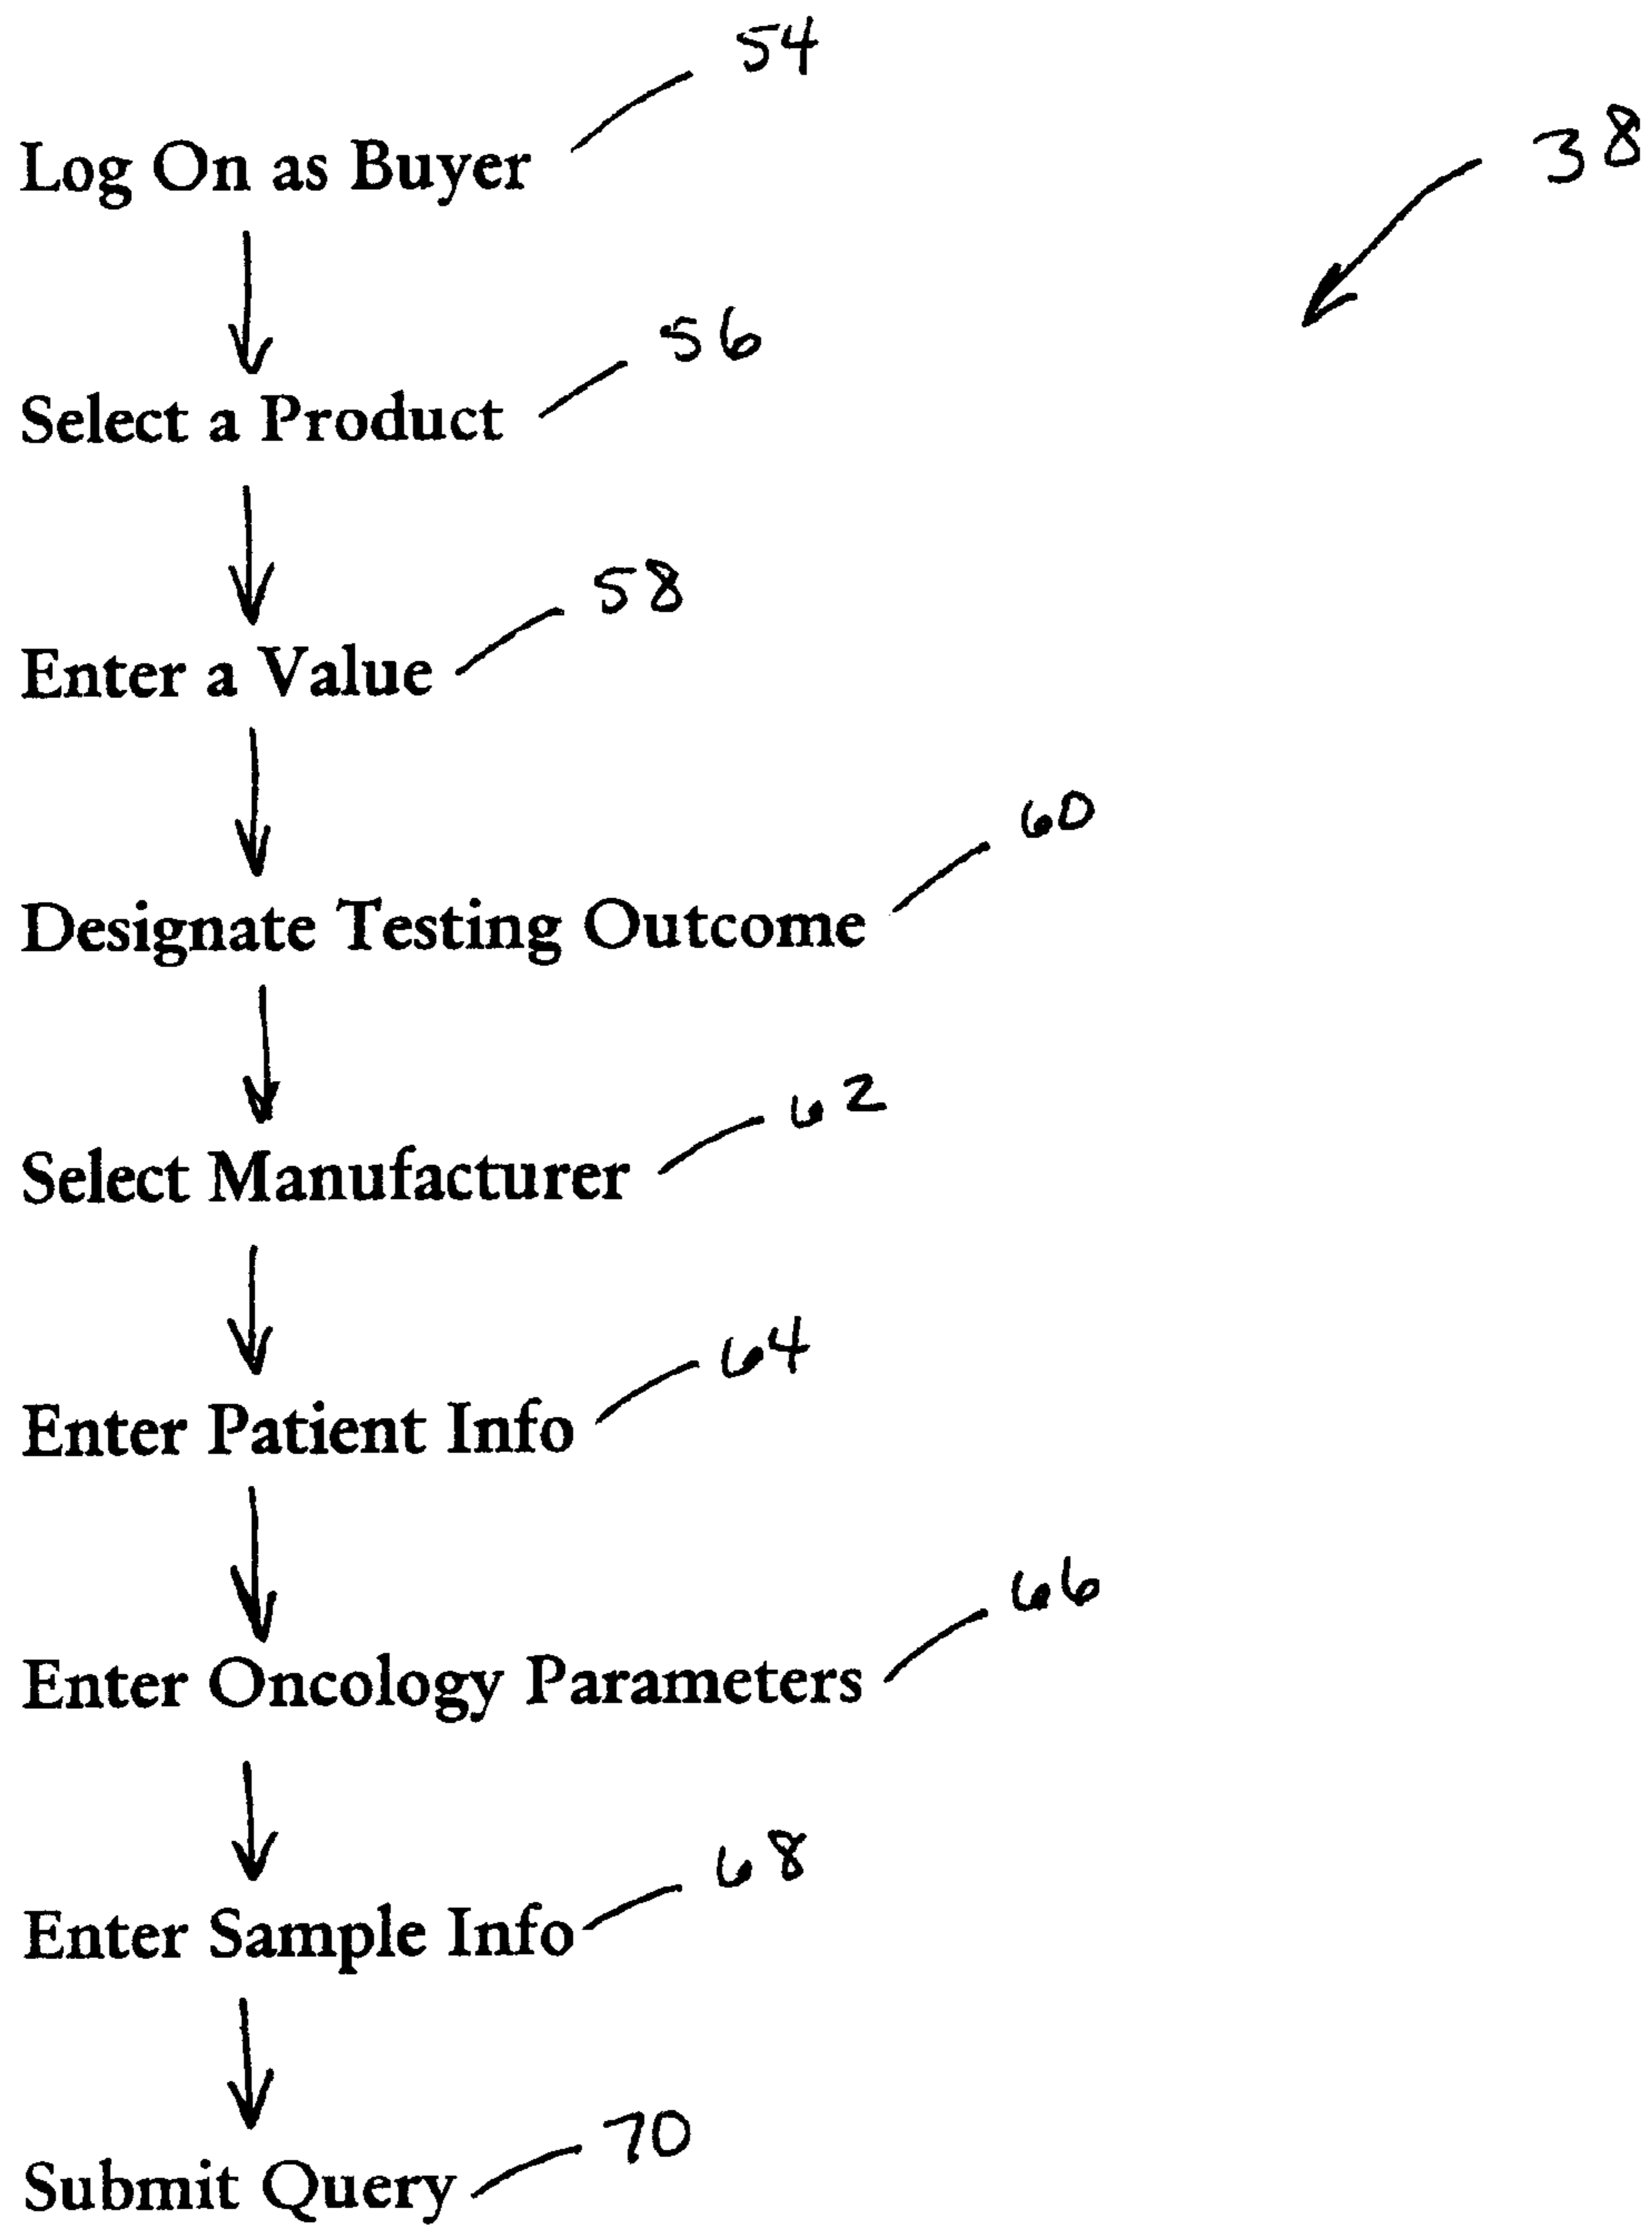 54
38
Log On as Buyer
56
Select a Product
58
Enter a Value
60
Designate Testing Outcome
62
Select Manufacturer
64
Enter Patient Info
66
Enter Oncology Parameters
68
Enter Sample Info
70
Submit Query